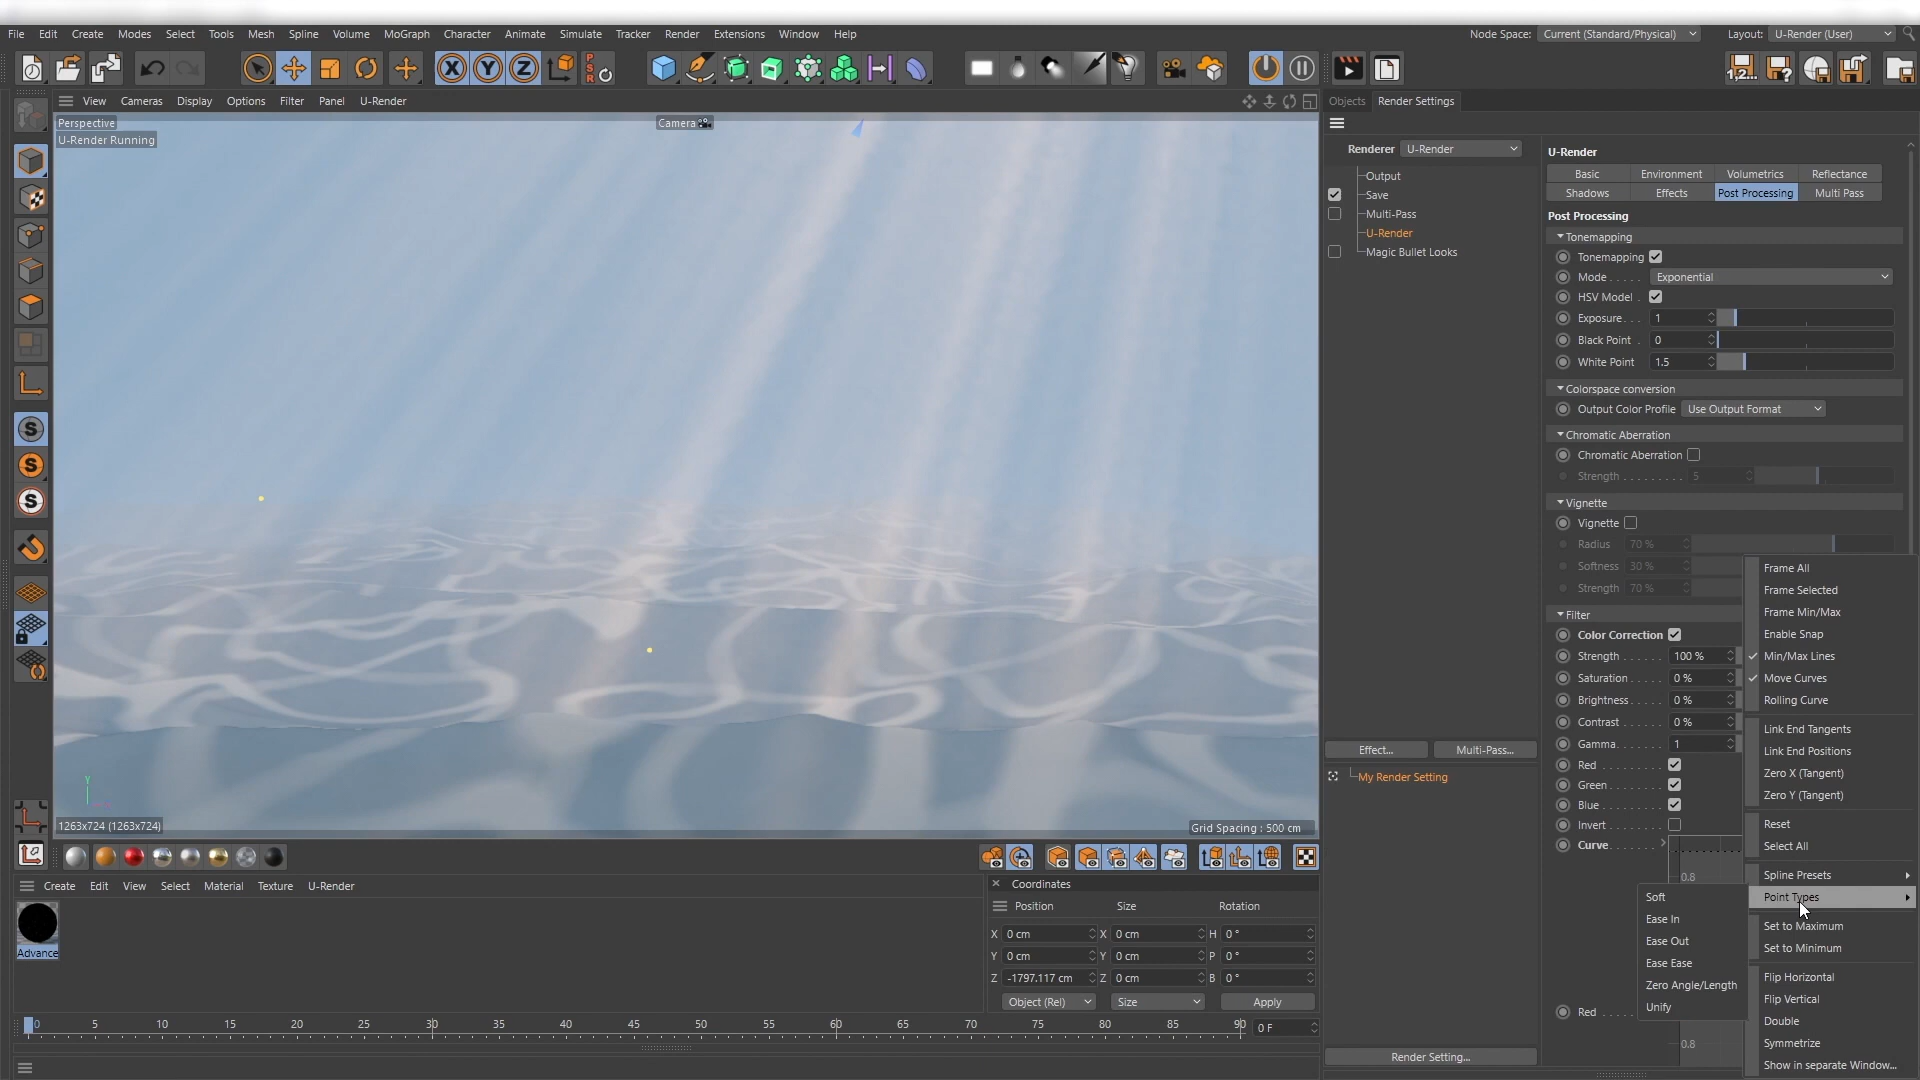 File Edit Create Modes Select Tools Mesh Spline Volume MoGraph Character Animate Simulate Tracker Render Extensions Window Help Node Space: Current (Standard/Physical) Layout: U-Render (User)
X Y Z PSR 1,2...
View Cameras Display Options Filter Panel U-Render
Objects Render Settings
Perspective
Camera
U-Render Running
Renderer U-Render
Output
Save
Multi-Pass
U-Render
Magic Bullet Looks
U-Render
Basic Environment Volumetrics Reflectance
Shadows Effects Post Processing Multi Pass
Post Processing
Tonemapping
Tonemapping
Mode . . . . . Exponential
HSV Model .
Exposure . . . 1
Black Point . 0
White Point 1.5
Colorspace conversion
Output Color Profile Use Output Format
Chromatic Aberration
Chromatic Aberration
Strength . . . . . . . . . 5
Vignette
Vignette
Radius 70 %
Softness 30 %
Strength 70 %
Filter
Color Correction
Strength . . . . . . 100 %
Saturation . . . . . 0 %
Brightness . . . . . 0 %
Contrast . . . . . . 0 %
Gamma . . . . . . . 1
Red . . . . . . . . . .
Green . . . . . . . .
Blue . . . . . . . . .
Invert . . . . . . . .
Curve . . . . . . . .
0.8
Red . . . . .
0.8
Frame All
Frame Selected
Frame Min/Max
Enable Snap
Min/Max Lines
Move Curves
Rolling Curve
Link End Tangents
Link End Positions
Zero X (Tangent)
Zero Y (Tangent)
Reset
Select All
Spline Presets
Point Types
Set to Maximum
Set to Minimum
Flip Horizontal
Flip Vertical
Double
Symmetrize
Show in separate Window...
Soft
Ease In
Ease Out
Ease Ease
Zero Angle/Length
Unify
Effect... Multi-Pass...
My Render Setting
Render Setting...
Y
1263x724 (1263x724)
Grid Spacing : 500 cm
Create Edit View Select Material Texture U-Render
Advance
Coordinates
Position Size Rotation
X 0 cm X 0 cm H 0 °
Y 0 cm Y 0 cm P 0 °
Z -1797.117 cm Z 0 cm B 0 °
Object (Rel) Size Apply
0 5 10 15 20 25 30 35 40 45 50 55 60 65 70 75 80 85 90 0 F